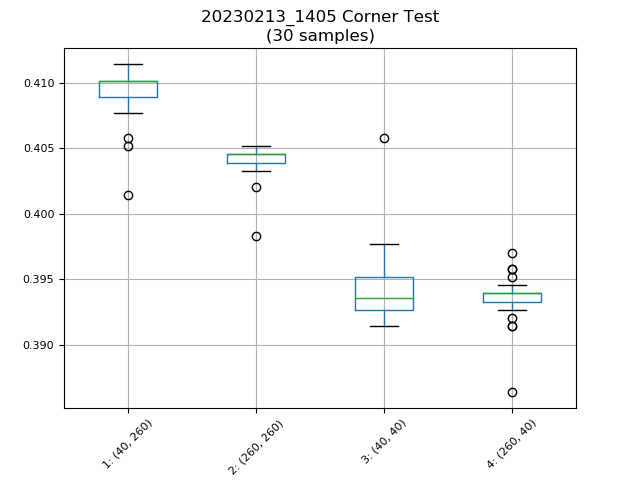 20230213_1405 Corner Test
(30 samples)
0.410
0.405
0.400
0.395
0.390
1: (40, 260)
2: (260, 260)
3: (40, 40)
4: (260, 40)